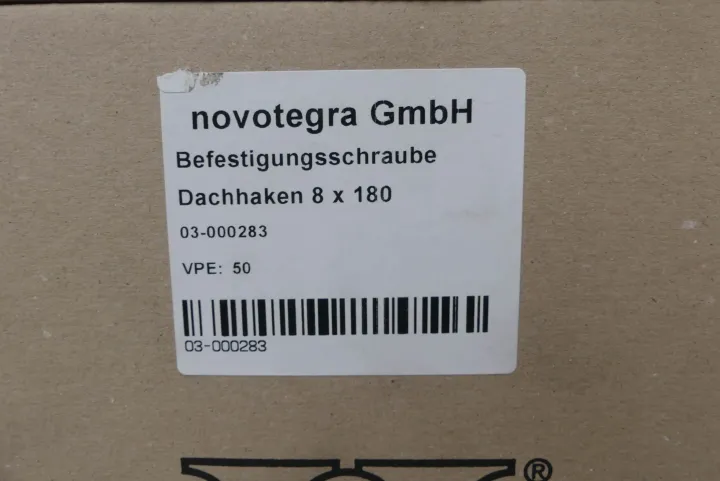 novotegra GmbH
Befestigungsschraube
Dachhaken 8 x 180
03-000283
VPE: 50
03-000283
®